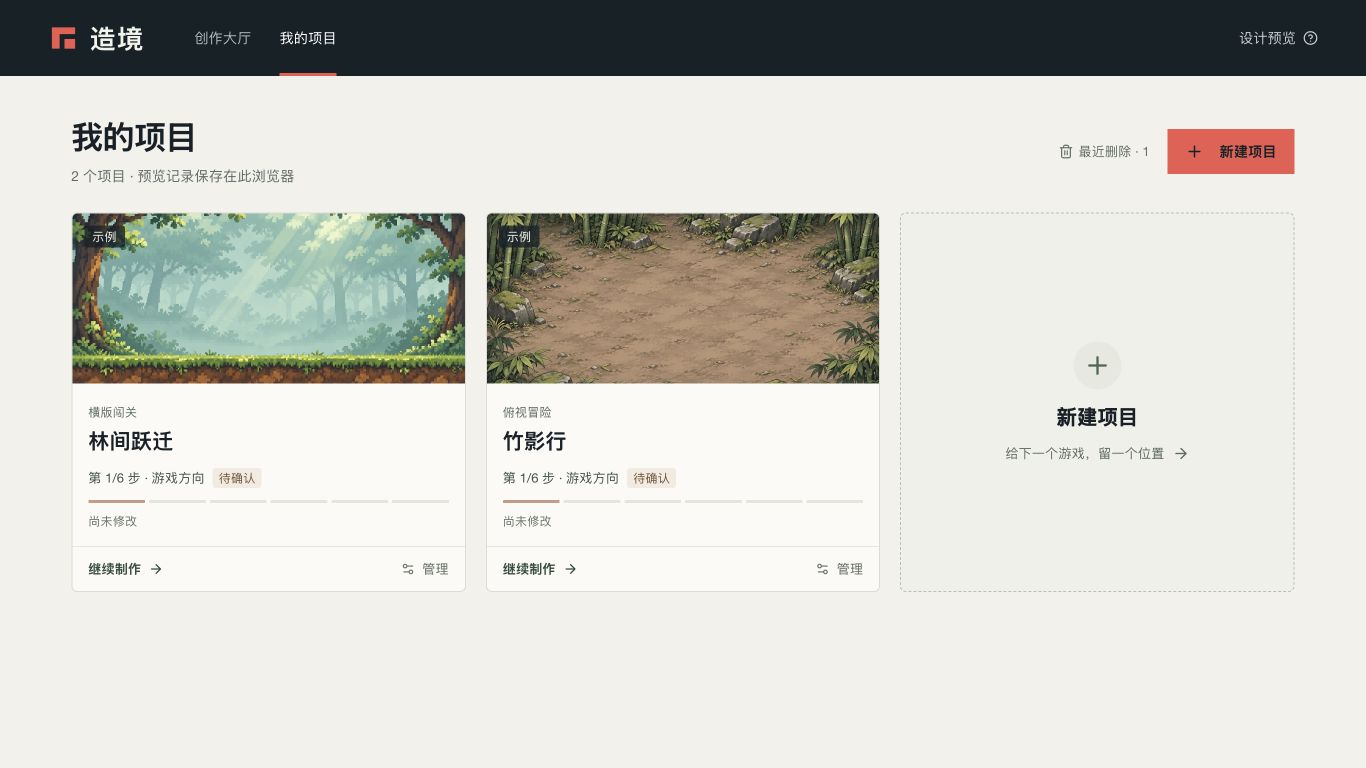 造境
创作大厅
我的项目
设计预览
我的项目
2 个项目 · 预览记录保存在此浏览器
最近删除 · 1
新建项目
示例
横版闯关
林间跃迁
第 1/6 步 · 游戏方向
待确认
尚未修改
继续制作
管理
示例
俯视冒险
竹影行
第 1/6 步 · 游戏方向
待确认
尚未修改
继续制作
管理
新建项目
给下一个游戏，留一个位置